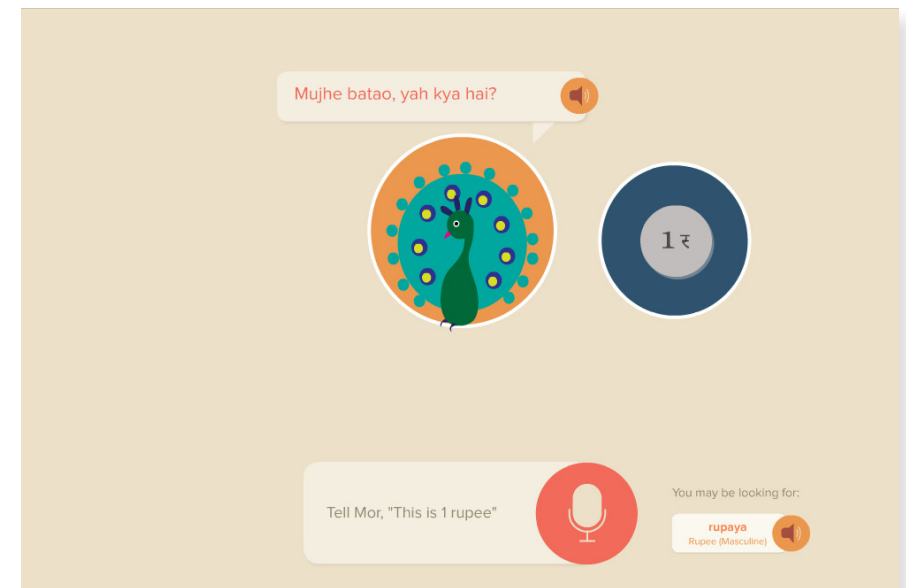 Mujhe batao, yah kya hai?
1 र
Tell Mor, "This is 1 rupee"
You may be looking for:
rupaya
Rupee (Masculine)